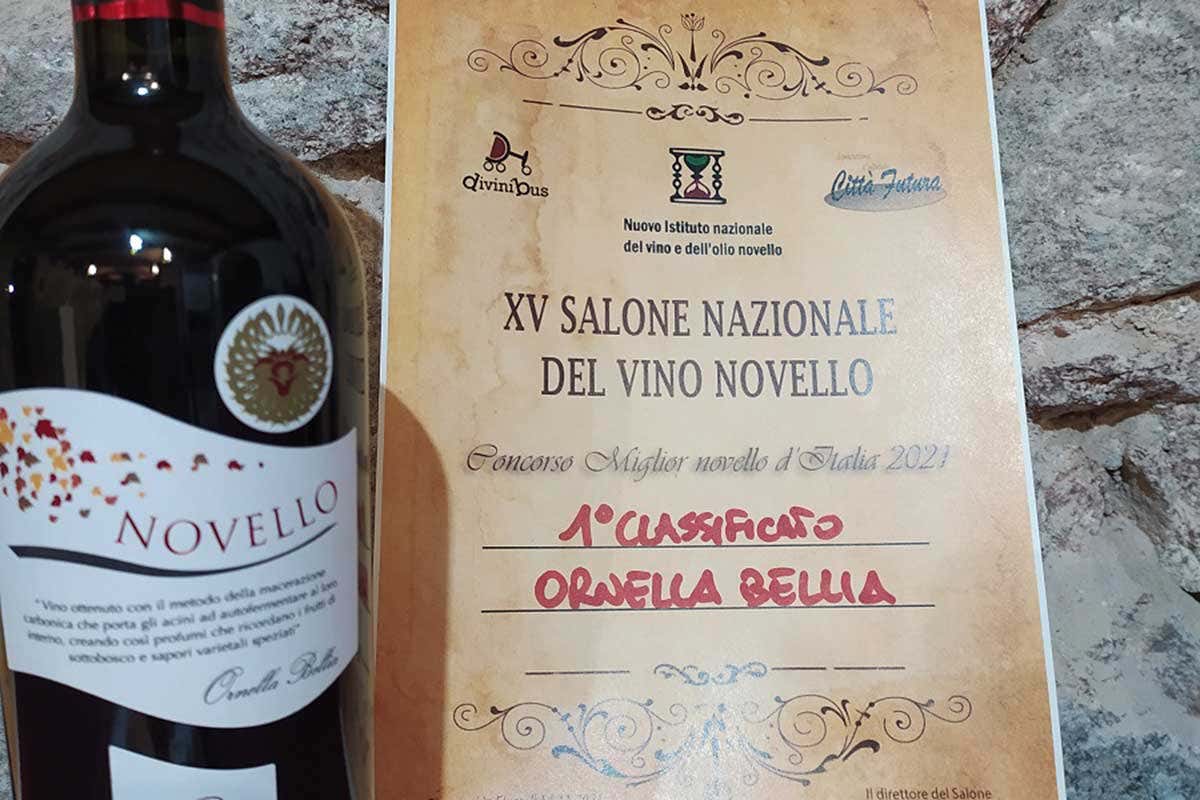 NOVELLO
"Vino ottenuto con il metodo della macerazione
carbonica che porta gli acini ad autofermentare al loro
interno, creando così profumi che ricordano i frutti di
sottobosco e sapori varietali speziati"
Ornella Bellia
divinibus
Nuovo Istituto nazionale
del vino e dell'olio novello
Città Futura
XV SALONE NAZIONALE
DEL VINO NOVELLO
Concorso Miglior novello d'Italia 2021
1° CLASSIFICATO
ORNELLA BELLIA
Il direttore del Salone